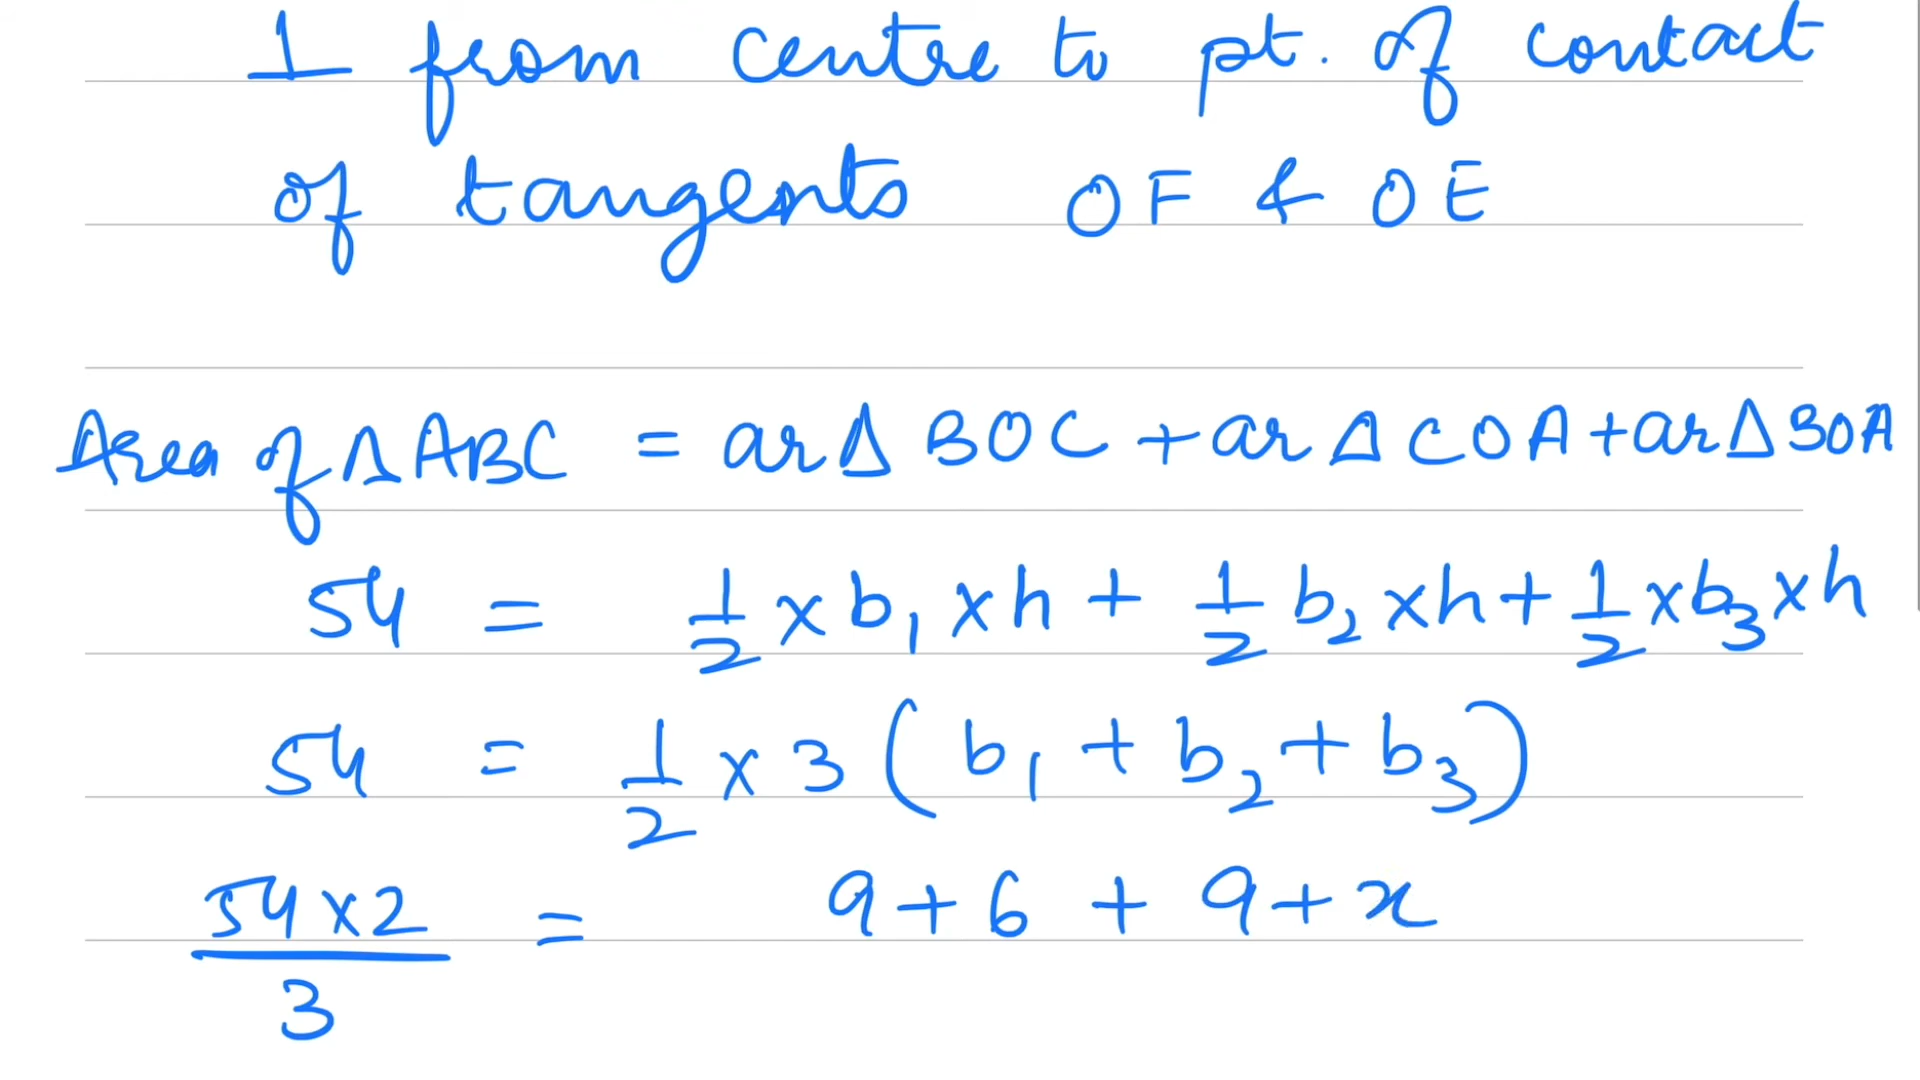 ⊥ from centre to pt. of contact
of tangents OF & OE
Area of Δ ABC = ar Δ BOC + ar Δ COA + ar Δ BOA
54 = 1/2 × b₁ × h + 1/2 b₂ × h + 1/2 × b₃ × h
54 = 1/2 × 3 (b₁ + b₂ + b₃)
54 × 2 / 3 = 9 + 6 + 9 + x